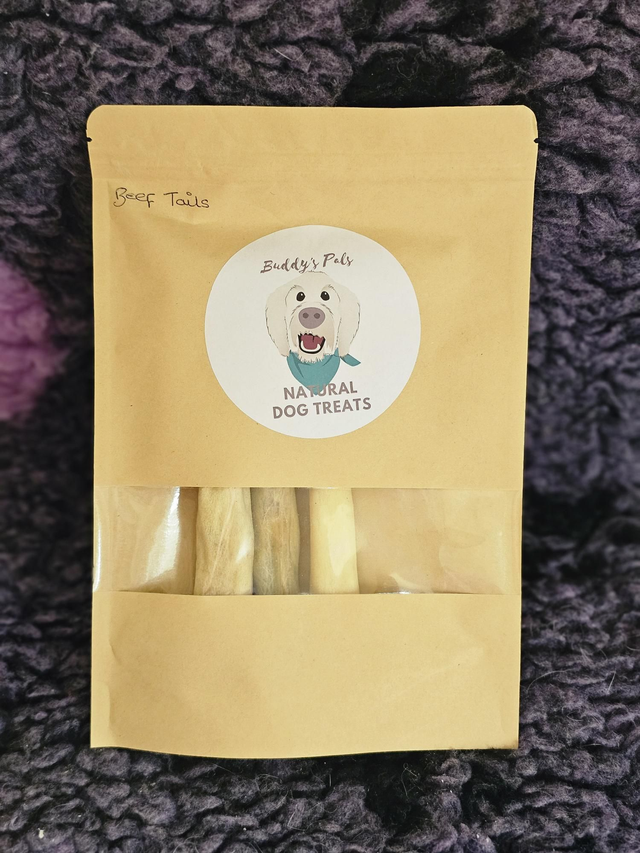 Beef Tails
Buddy's Pals
NATURAL
DOG TREATS